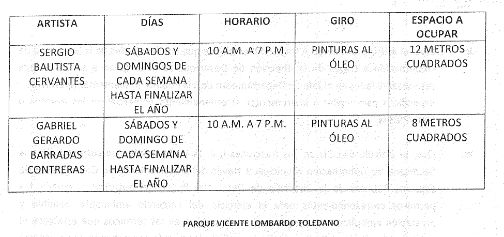 ARTISTA DÍAS HORARIO GIRO ESPACIO A OCUPAR
SERGIO BAUTISTA CERVANTES SÁBADOS Y DOMINGOS DE CADA SEMANA HASTA FINALIZAR EL AÑO 10 A.M. A 7 P.M. PINTURAS AL ÓLEO 12 METROS CUADRADOS
GABRIEL GERARDO BARRADAS CONTRERAS SÁBADOS Y DOMINGO DE CADA SEMANA HASTA FINALIZAR EL AÑO 10 A.M. A 7 P.M. PINTURAS AL ÓLEO 8 METROS CUADRADOS
PARQUE VICENTE LOMBARDO TOLEDANO